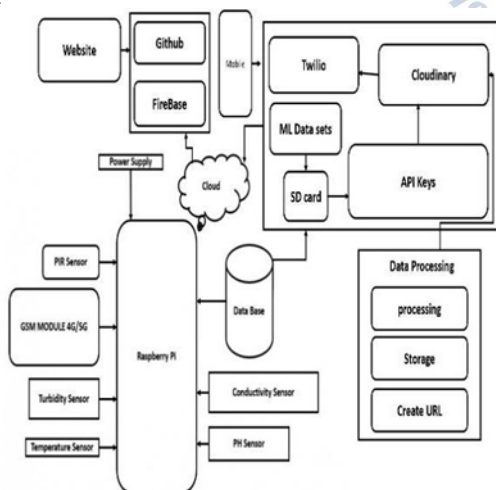 Website
Github
FireBase
Mobile
Twilio
Cloudinary
ML Data sets
SD card
API Keys
Power Supply
Cloud
PIR Sensor
GSM MODULE 4G/5G
Turbidity Sensor
Temperature Sensor
Raspberry Pi
Data Base
Conductivity Sensor
PH Sensor
Data Processing
processing
Storage
Create URL